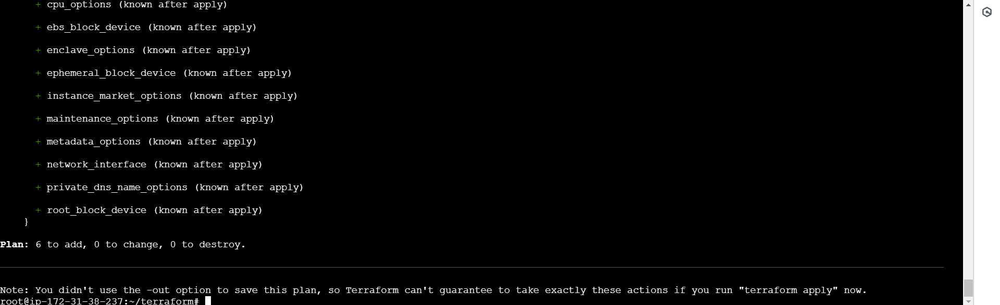 + cpu_options (known after apply)
+ ebs_block_device (known after apply)
+ enclave_options (known after apply)
+ ephemeral_block_device (known after apply)
+ instance_market_options (known after apply)
+ maintenance_options (known after apply)
+ metadata_options (known after apply)
+ network_interface (known after apply)
+ private_dns_name_options (known after apply)
+ root_block_device (known after apply)
}
Plan: 6 to add, 0 to change, 0 to destroy.
Note: You didn't use the -out option to save this plan, so Terraform can't guarantee to take exactly these actions if you run "terraform apply" now.
root@ip-172-31-38-237:~/terraform#